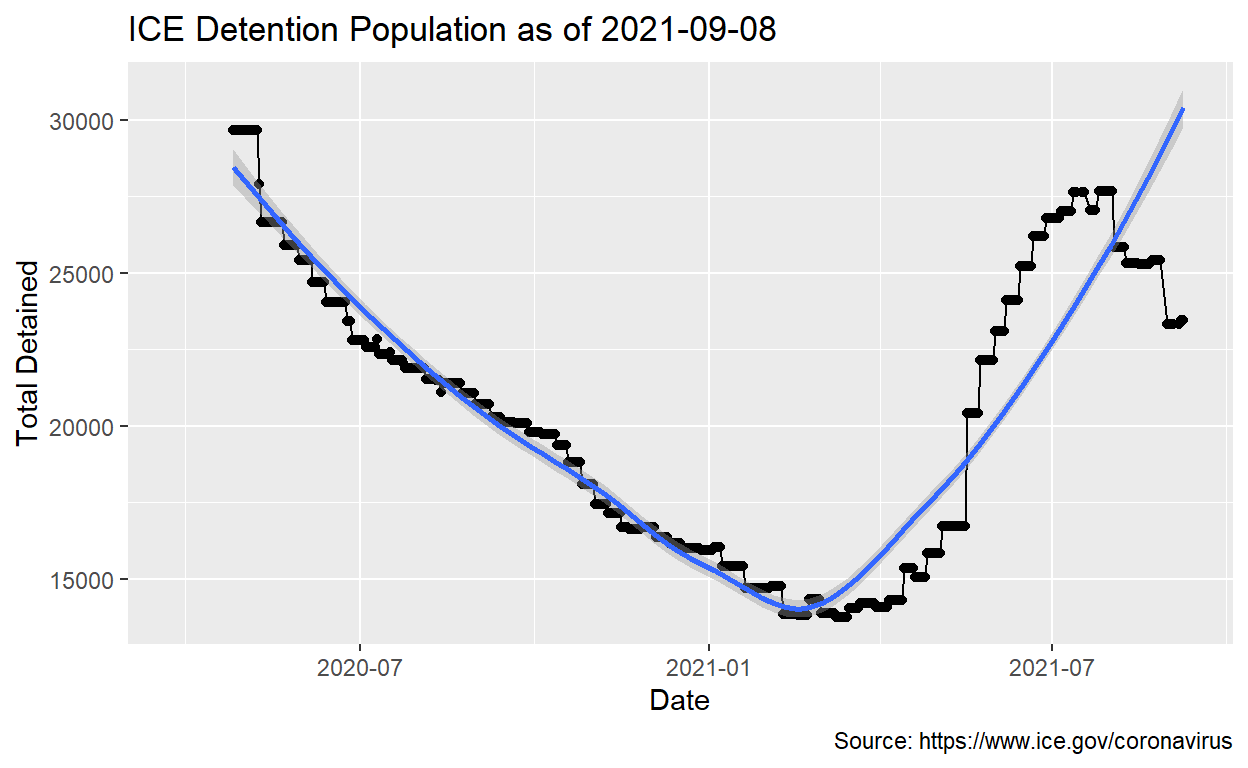 ICE Detention Population as of 2021-09-08
30000
25000
20000
15000
Total Detained
2020-07
2021-01
2021-07
Date
Source: https://www.ice.gov/coronavirus